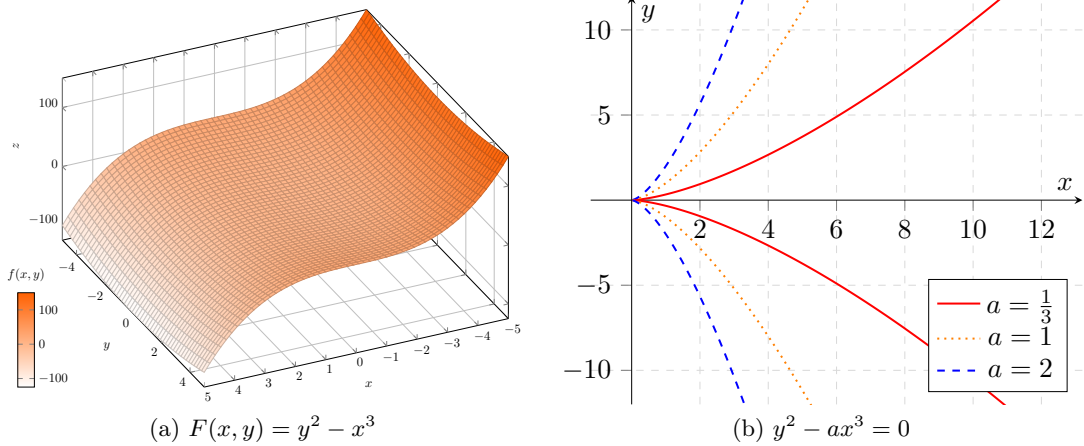 100
0
−100
z
−4
−2
0
2
4
y
5
4
3
2
1
0
−1
−2
−3
−4
−5
x
f(x, y)
100
0
−100
(a) F(x, y) = y² − x³
y
10
5
−5
−10
x
2
4
6
8
10
12
a = 1/3
a = 1
a = 2
(b) y² − ax³ = 0